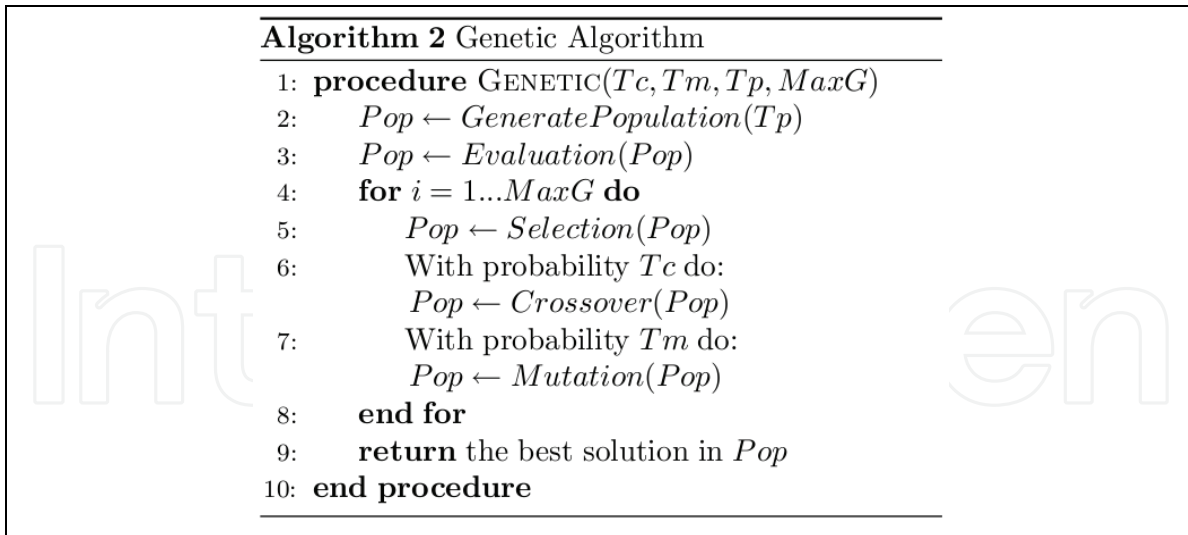 Algorithm 2 Genetic Algorithm
1: procedure GENETIC(Tc, Tm, Tp, MaxG)
2: Pop ← GeneratePopulation(Tp)
3: Pop ← Evaluation(Pop)
4: for i = 1...MaxG do
5: Pop ← Selection(Pop)
6: With probability Tc do:
Pop ← Crossover(Pop)
7: With probability Tm do:
Pop ← Mutation(Pop)
8: end for
9: return the best solution in Pop
10: end procedure
Int
en